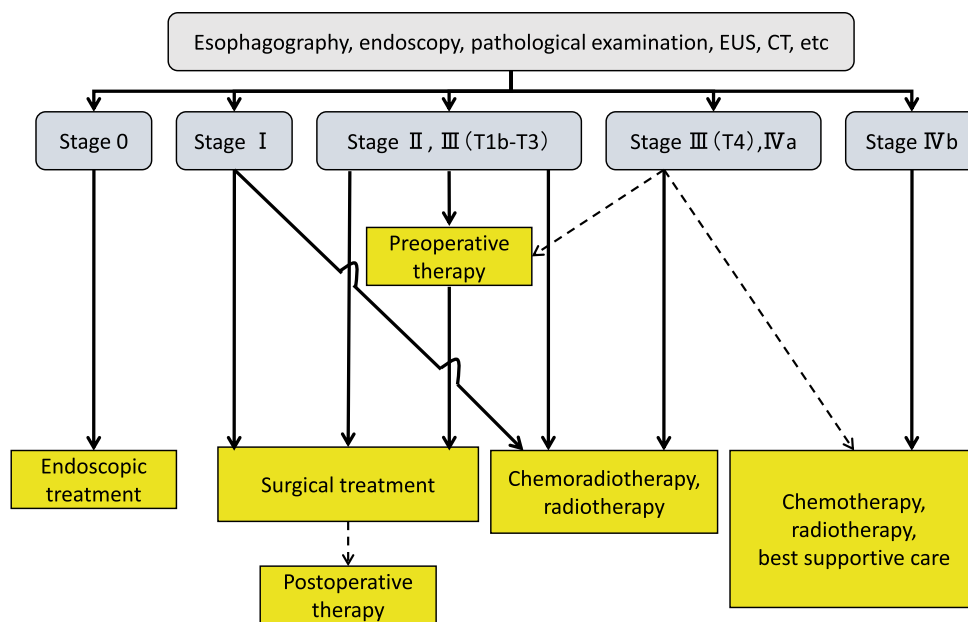 Esophagography, endoscopy, pathological examination, EUS, CT, etc
Stage 0
Stage Ⅰ
Stage Ⅱ, Ⅲ (T1b-T3)
Stage Ⅲ (T4),Ⅳa
Stage Ⅳb
Preoperative
therapy
Endoscopic
treatment
Surgical treatment
Chemoradiotherapy,
radiotherapy
Chemotherapy,
radiotherapy,
best supportive care
Postoperative
therapy